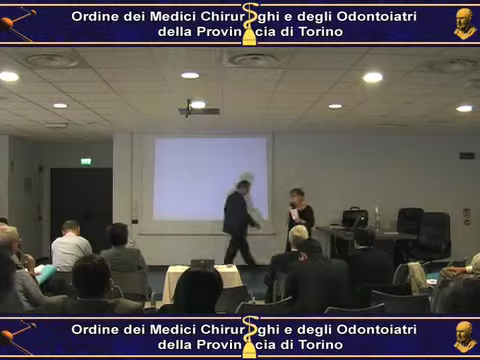 Ordine dei Medici Chirurghi e degli Odontoiatri
della Provincia di Torino
Ordine dei Medici Chirurghi e degli Odontoiatri
della Provincia di Torino